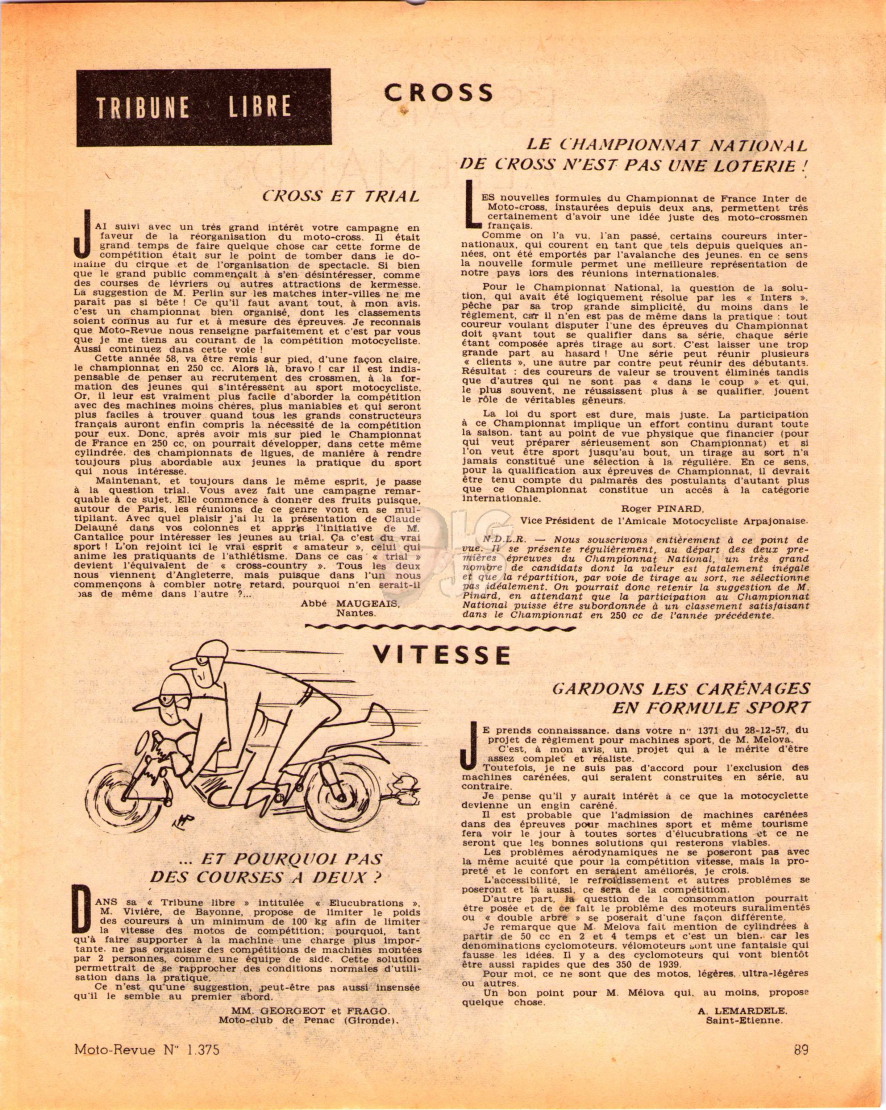 TRIBUNE LIBRE
CROSS
CROSS ET TRIAL
J'AI suivi avec un très grand intérêt votre campagne en
faveur de la réorganisation du moto-cross. Il était
grand temps de faire quelque chose car cette forme de
compétition était sur le point de tomber dans le do-
maine du cirque et de l'organisation de spectacle. Si bien
que le grand public commençait à s'en désintéresser, comme
des courses de lévriers ou autres attractions de kermesse.
La suggestion de M. Perlin sur les matches inter-villes ne me
paraît pas si bête ! Ce qu'il faut avant tout, à mon avis,
c'est un championnat bien organisé, dont les classements
soient connus au fur et à mesure des épreuves. Je reconnais
que Moto-Revue nous renseigne parfaitement et c'est par vous
que je me tiens au courant de la compétition motocycliste.
Aussi continuez dans cette voie !
Cette année 58, va être remis sur pied, d'une façon claire,
le championnat en 250 cc. Alors là, bravo ! car il est indis-
pensable de penser au recrutement des crossmen, à la for-
mation des jeunes qui s'intéressent au sport motocycliste.
Or, il leur est vraiment plus facile d'aborder la compétition
avec des machines moins chères, plus maniables et qui seront
plus faciles à trouver quand tous les grands constructeurs
français auront enfin compris la nécessité de la compétition
pour eux. Donc, après avoir mis sur pied le Championnat
de France en 250 cc, on pourrait développer, dans cette même
cylindrée, des championnats de ligues, de manière à rendre
toujours plus abordable aux jeunes la pratique du sport
qui nous intéresse.
Maintenant, et toujours dans le même esprit, je passe
à la question trial. Vous avez fait une campagne remar-
quable à ce sujet. Elle commence à donner des fruits puisque,
autour de Paris, les réunions de ce genre vont en se mul-
tipliant. Avec quel plaisir j'ai lu la présentation de Claude
Delauné dans vos colonnes et appris l'initiative de M.
Cantalice pour intéresser les jeunes au trial. Ça c'est du vrai
sport ! L'on rejoint ici le vrai esprit « amateur », celui qui
anime les pratiquants de l'athlétisme. Dans ce cas « trial »
devient l'équivalent de « cross-country ». Tous les deux
nous viennent d'Angleterre, mais puisque dans l'un nous
commençons à combler notre retard, pourquoi n'en serait-il
pas de même dans l'autre ?...
Abbé MAUGEAIS,
Nantes.
LE CHAMPIONNAT NATIONAL
DE CROSS N'EST PAS UNE LOTERIE !
LES nouvelles formules du Championnat de France Inter de
Moto-cross, instaurées depuis deux ans, permettent très
certainement d'avoir une idée juste des moto-crossmen
français.
Comme on l'a vu, l'an passé, certains coureurs inter-
nationaux, qui courent en tant que tels depuis quelques an-
nées, ont été emportés par l'avalanche des jeunes, en ce sens
la nouvelle formule permet une meilleure représentation de
notre pays lors des réunions internationales.
Pour le Championnat National, la question de la solu-
tion, qui avait été logiquement résolue par les « Inters »,
pêche par sa trop grande simplicité, du moins dans le
règlement, car il n'en est pas de même dans la pratique : tout
coureur voulant disputer l'une des épreuves du Championnat
doit avant tout se qualifier dans sa série, chaque série
étant composée après tirage au sort. C'est laisser une trop
grande part au hasard ! Une série peut réunir plusieurs
« clients », une autre par contre peut réunir des débutants.
Résultat : des coureurs de valeur se trouvent éliminés tandis
que d'autres qui ne sont pas « dans le coup » et qui,
le plus souvent, ne réussissent plus à se qualifier, jouent
le rôle de véritables gêneurs.
La loi du sport est dure, mais juste. La participation
à ce Championnat implique un effort continu durant toute
la saison, tant au point de vue physique que financier (pour
qui veut préparer sérieusement son Championnat) et si
l'on veut être sport jusqu'au bout, un tirage au sort n'a
jamais constitué une sélection à la régulière. En ce sens,
pour la qualification aux épreuves de Championnat, il devrait
être tenu compte du palmarès des postulants d'autant plus
que ce Championnat constitue un accès à la catégorie
internationale.
Roger PINARD,
Vice Président de l'Amicale Motocycliste Arpajonaise.
N.D.L.R. — Nous souscrivons entièrement à ce point de
vue. Il se présente régulièrement, au départ des deux pre-
mières épreuves du Championnat National, un très grand
nombre de candidats dont la valeur est fatalement inégale
et que la répartition, par voie de tirage au sort, ne sélectionne
pas idéalement. On pourrait donc retenir la suggestion de M.
Pinard, en attendant que la participation au Championnat
National puisse être subordonnée à un classement satisfaisant
dans le Championnat en 250 cc de l'année précédente.
VITESSE
... ET POURQUOI PAS
DES COURSES A DEUX ?
DANS sa « Tribune libre » intitulée « Elucubrations »,
M. Vivière, de Bayonne, propose de limiter le poids
des coureurs à un minimum de 100 kg afin de limiter
la vitesse des motos de compétition; pourquoi, tant
qu'à faire supporter à la machine une charge plus impor-
tante, ne pas organiser des compétitions de machines montées
par 2 personnes, comme une équipe de side. Cette solution
permettrait de se rapprocher des conditions normales d'utili-
sation dans la pratique.
Ce n'est qu'une suggestion, peut-être pas aussi insensée
qu'il le semble au premier abord.
MM. GEORGEOT et FRAGO.
Moto-club de Penac (Gironde).
GARDONS LES CARÉNAGES
EN FORMULE SPORT
JE prends connaissance, dans votre n° 1371 du 28-12-57, du
projet de règlement pour machines sport, de M. Melova.
C'est, à mon avis, un projet qui a le mérite d'être
assez complet et réaliste.
Toutefois, je ne suis pas d'accord pour l'exclusion des
machines carénées, qui seraient construites en série, au
contraire.
Je pense qu'il y aurait intérêt à ce que la motocyclette
devienne un engin caréné.
Il est probable que l'admission de machines carénées
dans des épreuves pour machines sport et même tourisme
fera voir le jour à toutes sortes d'élucubrations et ce ne
seront que les bonnes solutions qui resterons viables.
Les problèmes aérodynamiques ne se poseront pas avec
la même acuité que pour la compétition vitesse, mais la pro-
preté et le confort en seraient améliorés, je crois.
L'accessibilité, le refroidissement et autres problèmes se
poseront et là aussi, ce sera de la compétition.
D'autre part, la question de la consommation pourrait
être posée et de ce fait le problème des moteurs suralimentés
ou « double arbre » se poserait d'une façon différente.
Je remarque que M. Melova fait mention de cylindrées à
partir de 50 cc en 2 et 4 temps et c'est un bien, car les
dénominations cyclomoteurs, vélomoteurs sont une fantaisie qui
fausse les idées. Il y a des cyclomoteurs qui vont bientôt
être aussi rapides que des 350 de 1939.
Pour moi, ce ne sont que des motos, légères, ultra-légères
ou autres.
Un bon point pour M. Mélova qui, au moins, propose
quelque chose.
A. LEMARDELE,
Saint-Etienne.
Moto-Revue N° 1.375
89